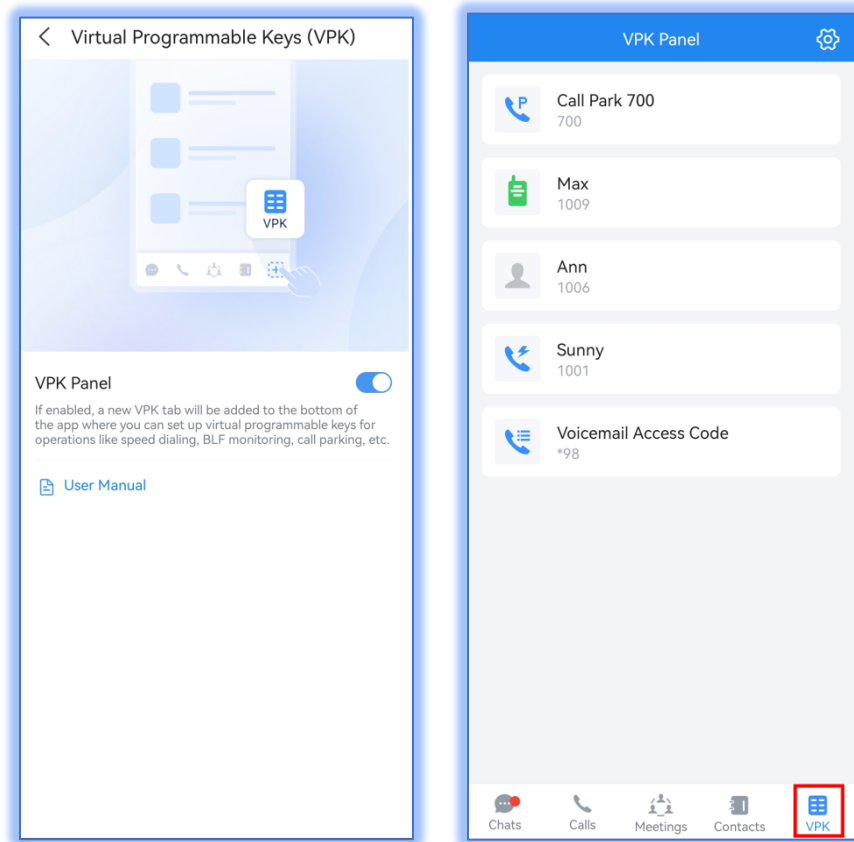 Virtual Programmable Keys (VPK)
VPK
VPK Panel
If enabled, a new VPK tab will be added to the bottom of
the app where you can set up virtual programmable keys for
operations like speed dialing, BLF monitoring, call parking, etc.
User Manual
VPK Panel
P
Call Park 700
700
Max
1009
Ann
1006
Sunny
1001
Voicemail Access Code
*98
Chats
Calls
Meetings
Contacts
VPK